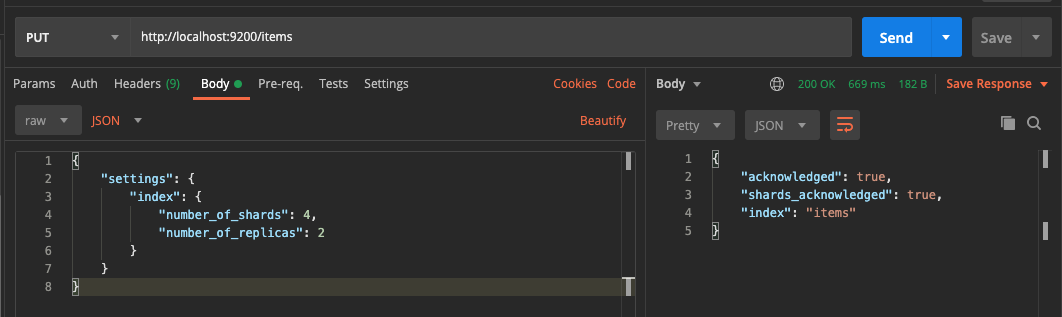 PUT http://localhost:9200/items Send Save
Params Auth Headers (9) Body Pre-req. Tests Settings Cookies Code
raw JSON Beautify
1 {
2 "settings": {
3 "index": {
4 "number_of_shards": 4,
5 "number_of_replicas": 2
6 }
7 }
8 }
Body 200 OK 669 ms 182 B Save Response
Pretty JSON
1 {
2 "acknowledged": true,
3 "shards_acknowledged": true,
4 "index": "items"
5 }